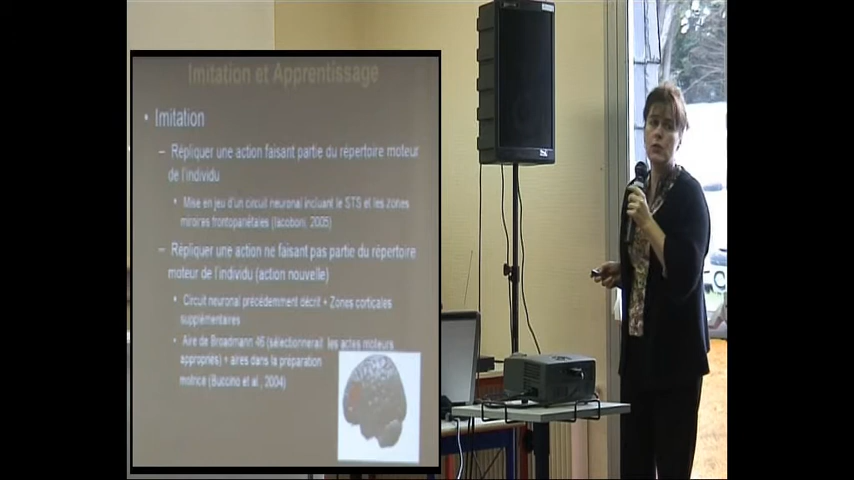 Imitation et Apprentissage
• Imitation
– Répliquer une action faisant partie du répertoire moteur
de l'individu
• Mise en jeu d'un circuit neuronal incluant le STS et les zones
miroires frontopariétales (Iacoboni, 2005)
– Répliquer une action ne faisant pas partie du répertoire
moteur de l'individu (action nouvelle)
• Circuit neuronal précédemment décrit + Zones corticales
supplémentaires
• Aire de Broadmann 46 (sélectionnerait les actes moteurs
appropriés) + aires dans la préparation
motrice (Buccino et al., 2004)